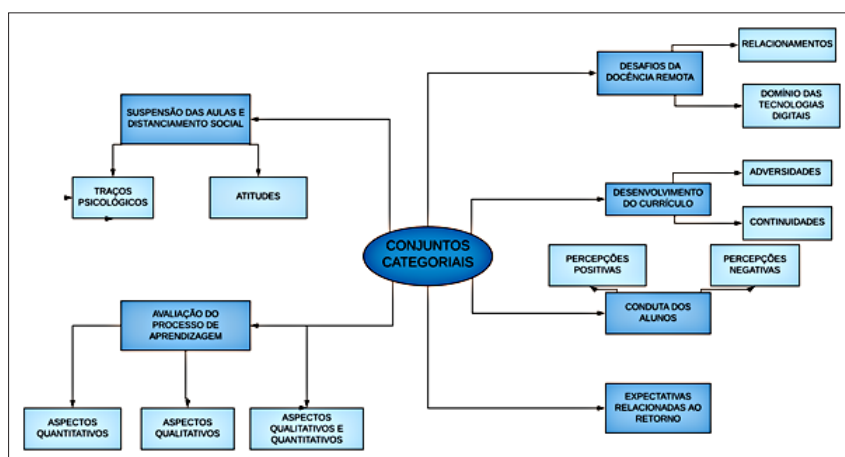 SUSPENSÃO DAS AULAS E
DISTANCIAMENTO SOCIAL
TRAÇOS
PSICOLÓGICOS
ATITUDES
AVALIAÇÃO DO
PROCESSO DE
APRENDIZAGEM
ASPECTOS
QUANTITATIVOS
ASPECTOS
QUALITATIVOS
ASPECTOS
QUALITATIVOS E
QUANTITATIVOS
CONJUNTOS
CATEGORIAIS
DESAFIOS DA
DOCÊNCIA REMOTA
RELACIONAMENTOS
DOMÍNIO DAS
TECNOLOGIAS
DIGITAIS
DESENVOLVIMENTO
DO CURRÍCULO
ADVERSIDADES
CONTINUIDADES
PERCEPÇÕES
POSITIVAS
PERCEPÇÕES
NEGATIVAS
CONDUTA DOS
ALUNOS
EXPECTATIVAS
RELACIONADAS AO
RETORNO